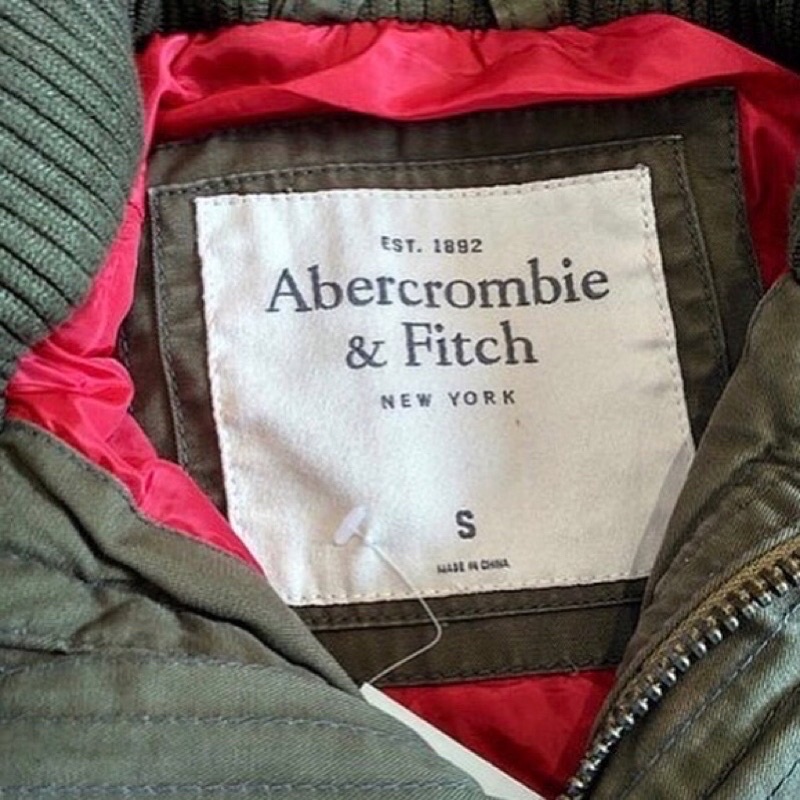 EST. 1892
Abercrombie
& Fitch
NEW YORK
S
MADE IN CHINA